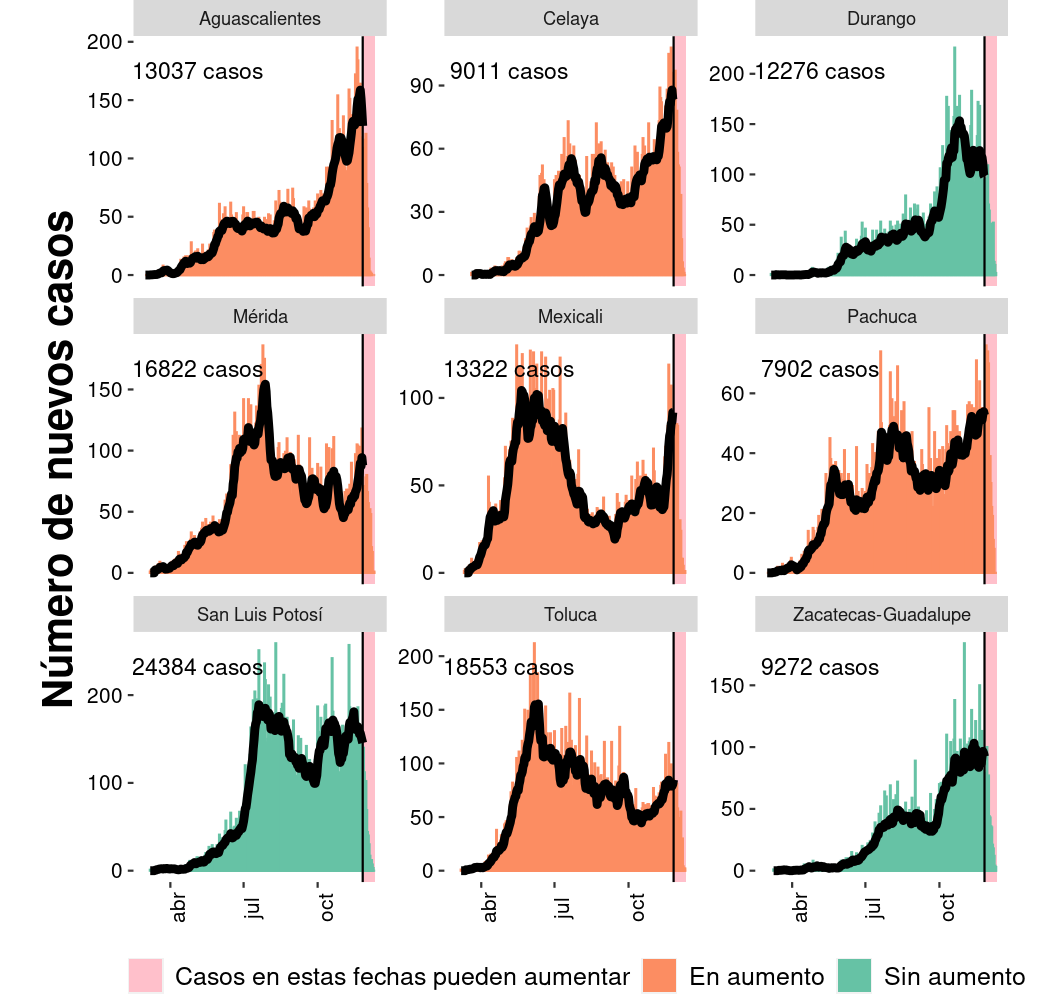 Número de nuevos casos
Aguascalientes
13037 casos
200
150
100
50
0
Celaya
9011 casos
90
60
30
0
Durango
12276 casos
200
150
100
50
0
Mérida
16822 casos
150
100
50
0
Mexicali
13322 casos
100
50
0
Pachuca
7902 casos
60
40
20
0
San Luis Potosí
24384 casos
200
100
0
abr jul oct
Toluca
18553 casos
200
150
100
50
0
abr jul oct
Zacatecas-Guadalupe
9272 casos
150
100
50
0
abr jul oct
Casos en estas fechas pueden aumentar En aumento Sin aumento